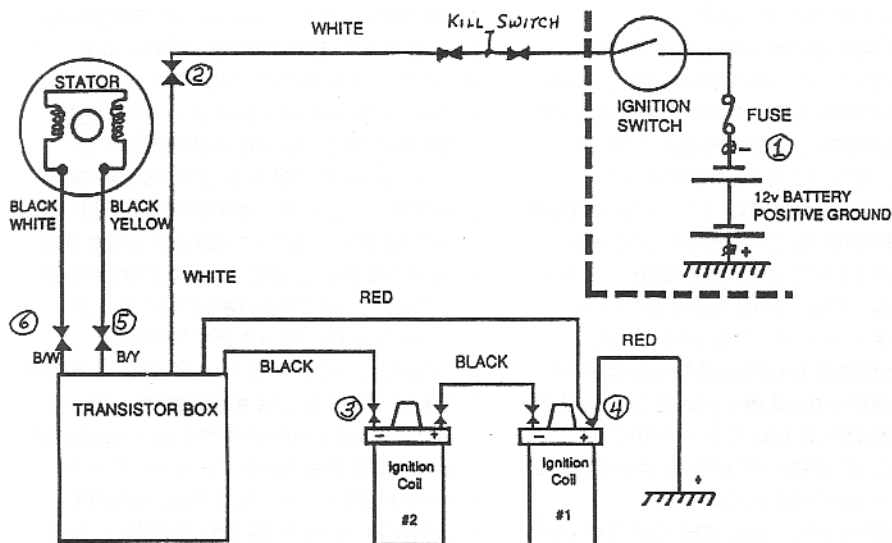 KILL SWITCH
WHITE
②
STATOR
IGNITION
SWITCH
FUSE
①
-
12v BATTERY
POSITIVE GROUND
+
BLACK
WHITE
BLACK
YELLOW
WHITE
RED
⑥
⑤
B/W
B/Y
BLACK
BLACK
RED
TRANSISTOR BOX
③
④
- +
- +
Ignition
Coil
#2
Ignition
Coil
#1
+